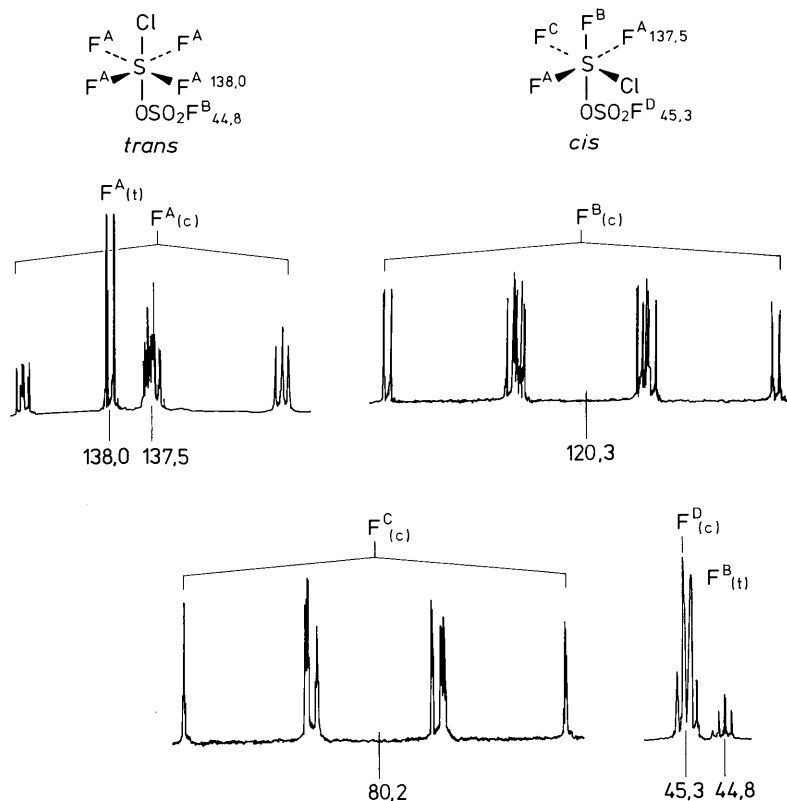 Cl
F^A F^A
S
F^A F^A 138,0
OSO₂F^B 44,8
trans
F^B
F^C F^A 137,5
S
F^A Cl
OSO₂F^D 45,3
cis
F^A(t)
F^A(c)
138,0 137,5
F^B(c)
120,3
F^C(c)
80,2
F^D(c)
F^B(t)
45,3 44,8